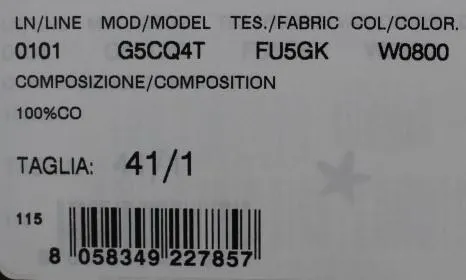 LN/LINE MOD/MODEL TES./FABRIC COL/COLOR.
0101 G5CQ4T FU5GK W0800
COMPOSIZIONE/COMPOSITION
100%CO
TAGLIA: 41/1
115
8 058349 227857